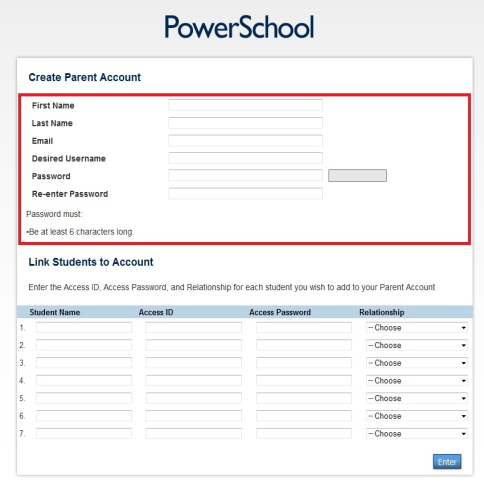 PowerSchool
Create Parent Account
First Name
Last Name
Email
Desired Username
Password
Re-enter Password
Password must:
•Be at least 6 characters long
Link Students to Account
Enter the Access ID, Access Password, and Relationship for each student you wish to add to your Parent Account
Student Name Access ID Access Password Relationship
1. -- Choose
2. -- Choose
3. -- Choose
4. -- Choose
5. -- Choose
6. -- Choose
7. -- Choose
Enter